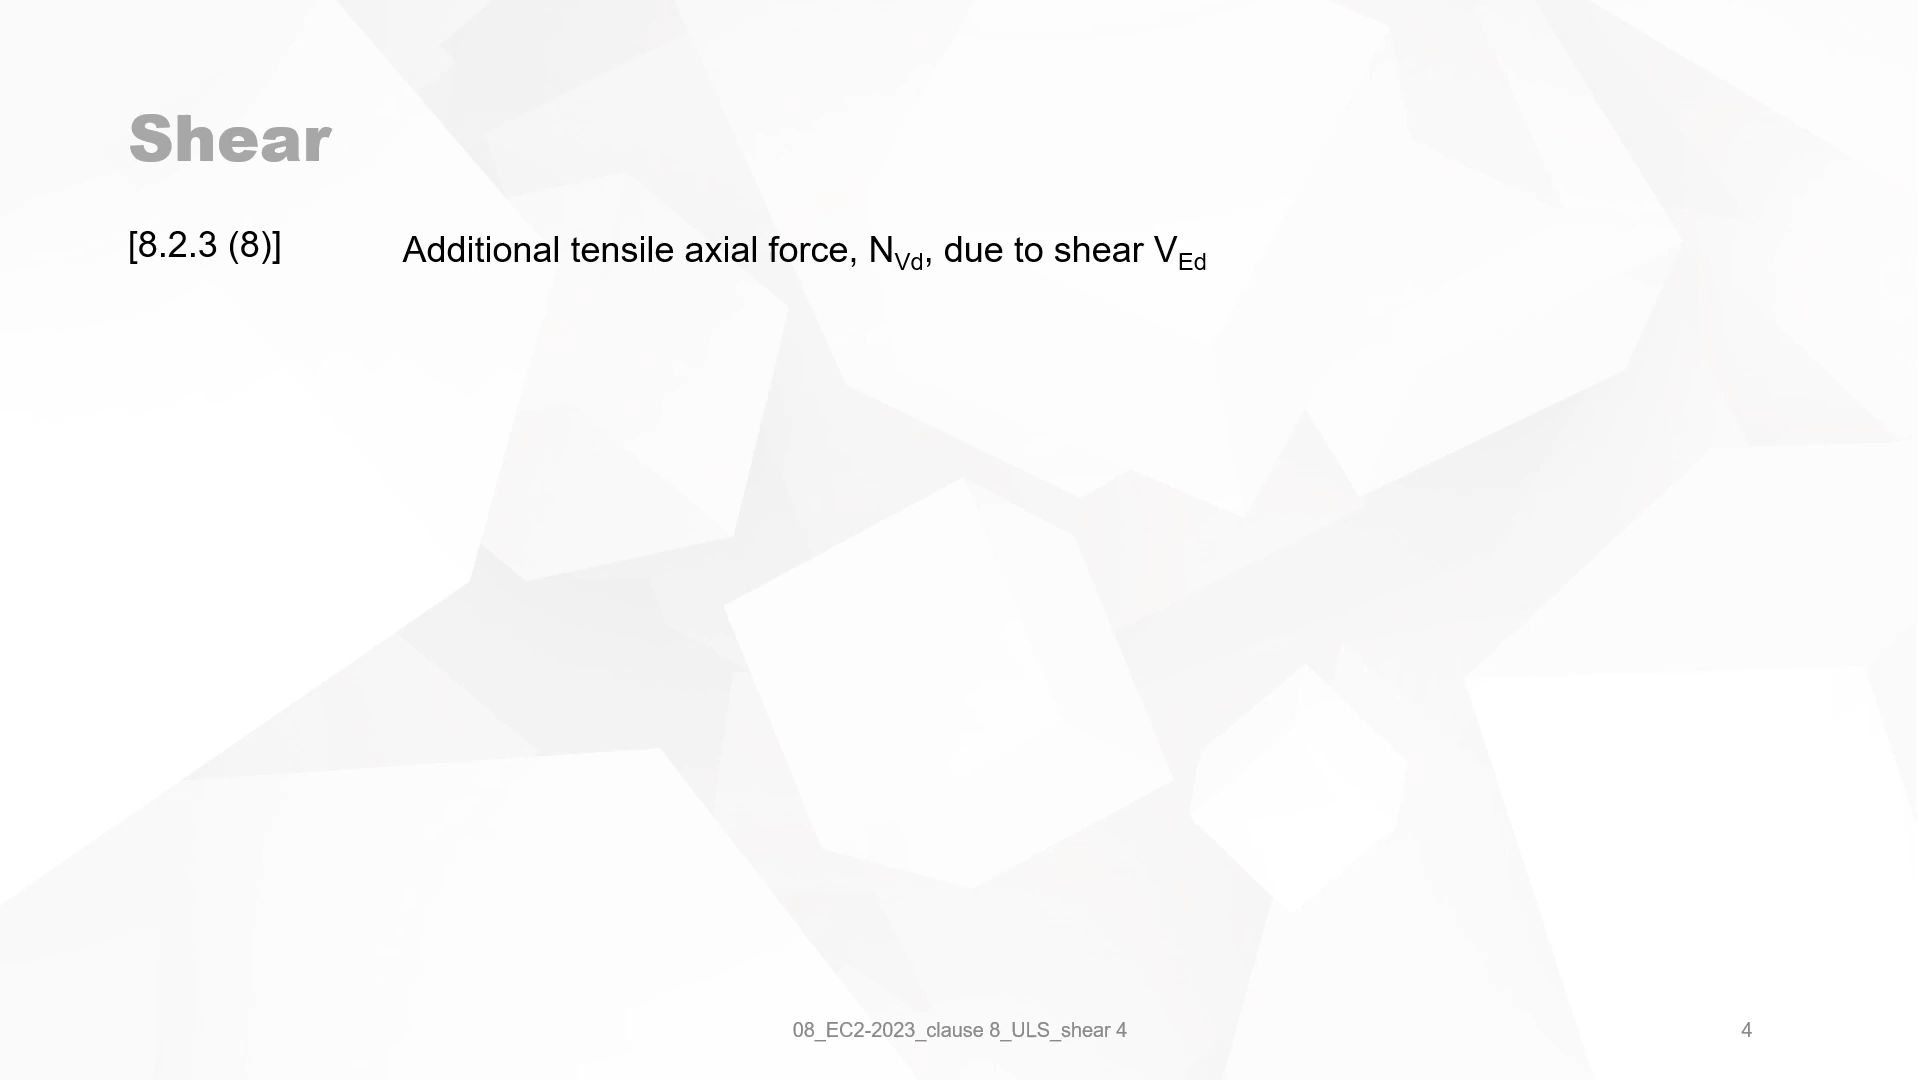 Shear
[8.2.3 (8)] Additional tensile axial force, NVd, due to shear VEd
08_EC2-2023_clause 8_ULS_shear 4 4